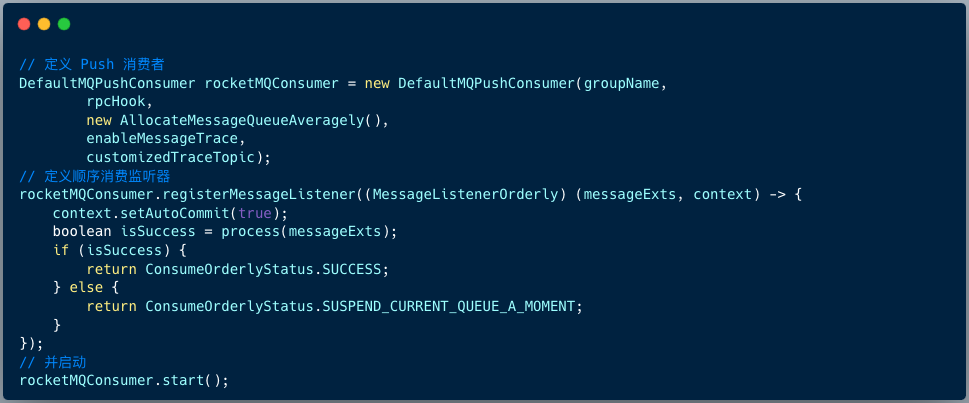 // 定义 Push 消费者
DefaultMQPushConsumer rocketMQConsumer = new DefaultMQPushConsumer(groupName,
        rpcHook,
        new AllocateMessageQueueAveragely(),
        enableMessageTrace,
        customizedTraceTopic);
// 定义顺序消费监听器
rocketMQConsumer.registerMessageListener((MessageListenerOrderly) (messageExts, context) -> {
    context.setAutoCommit(true);
    boolean isSuccess = process(messageExts);
    if (isSuccess) {
        return ConsumeOrderlyStatus.SUCCESS;
    } else {
        return ConsumeOrderlyStatus.SUSPEND_CURRENT_QUEUE_A_MOMENT;
    }
});
// 并启动
rocketMQConsumer.start();